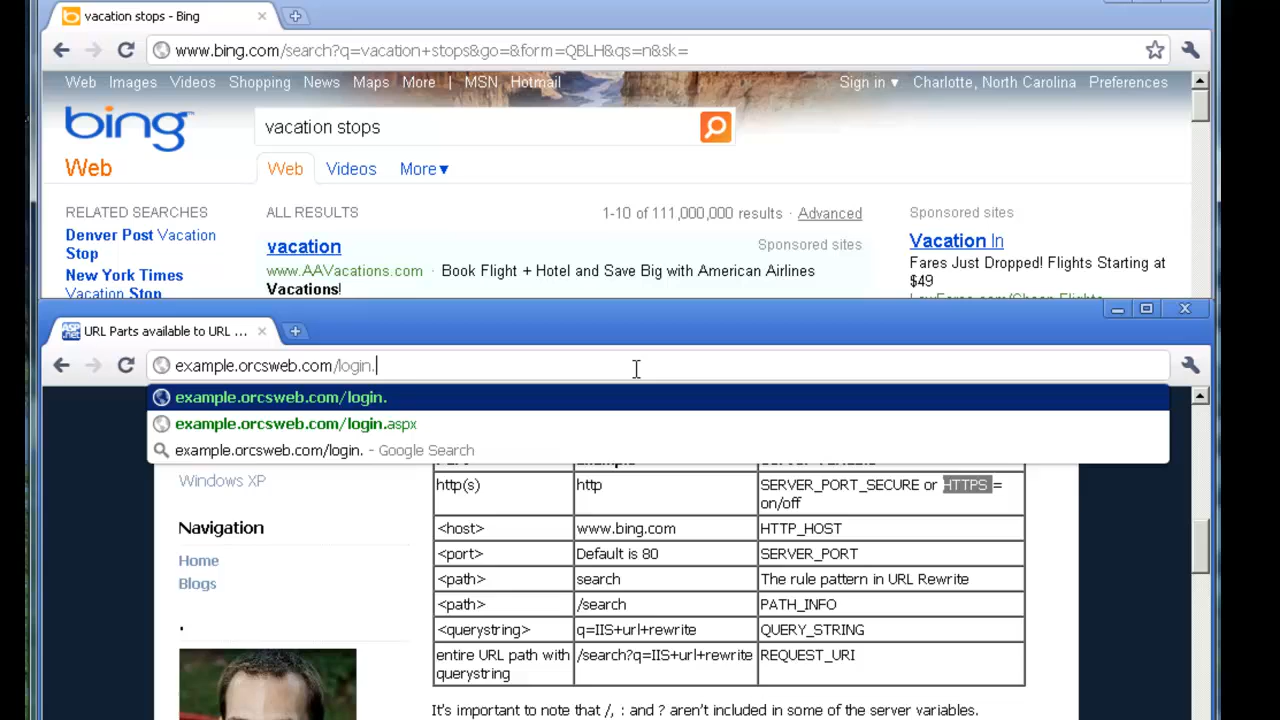 vacation stops - Bing
www.bing.com/search?q=vacation+stops&go=&form=QBLH&qs=n&sk=
Web Images Videos Shopping News Maps More | MSN Hotmail Sign in ▾ Charlotte, North Carolina Preferences
bing
vacation stops
Web
Web Videos More▼
RELATED SEARCHES
Denver Post Vacation
Stop
New York Times
Vacation Stop
ALL RESULTS 1-10 of 111,000,000 results · Advanced
vacation Sponsored sites
www.AAVacations.com · Book Flight + Hotel and Save Big with American Airlines
Vacations!
Sponsored sites
Vacation In
Fares Just Dropped! Flights Starting at
$49
LowFares.com/Cheap-Flights
ASP.net URL Parts available to URL ...
example.orcsweb.com/login.
example.orcsweb.com/login.
example.orcsweb.com/login.aspx
example.orcsweb.com/login. - Google Search
Windows XP
Navigation
Home
Blogs
.
http(s) http SERVER_PORT_SECURE or HTTPS =
on/off
<host> www.bing.com HTTP_HOST
<port> Default is 80 SERVER_PORT
<path> search The rule pattern in URL Rewrite
<path> /search PATH_INFO
<querystring> q=IIS+url+rewrite QUERY_STRING
entire URL path with /search?q=IIS+url+rewrite REQUEST_URI
querystring
It's important to note that /, : and ? aren't included in some of the server variables.